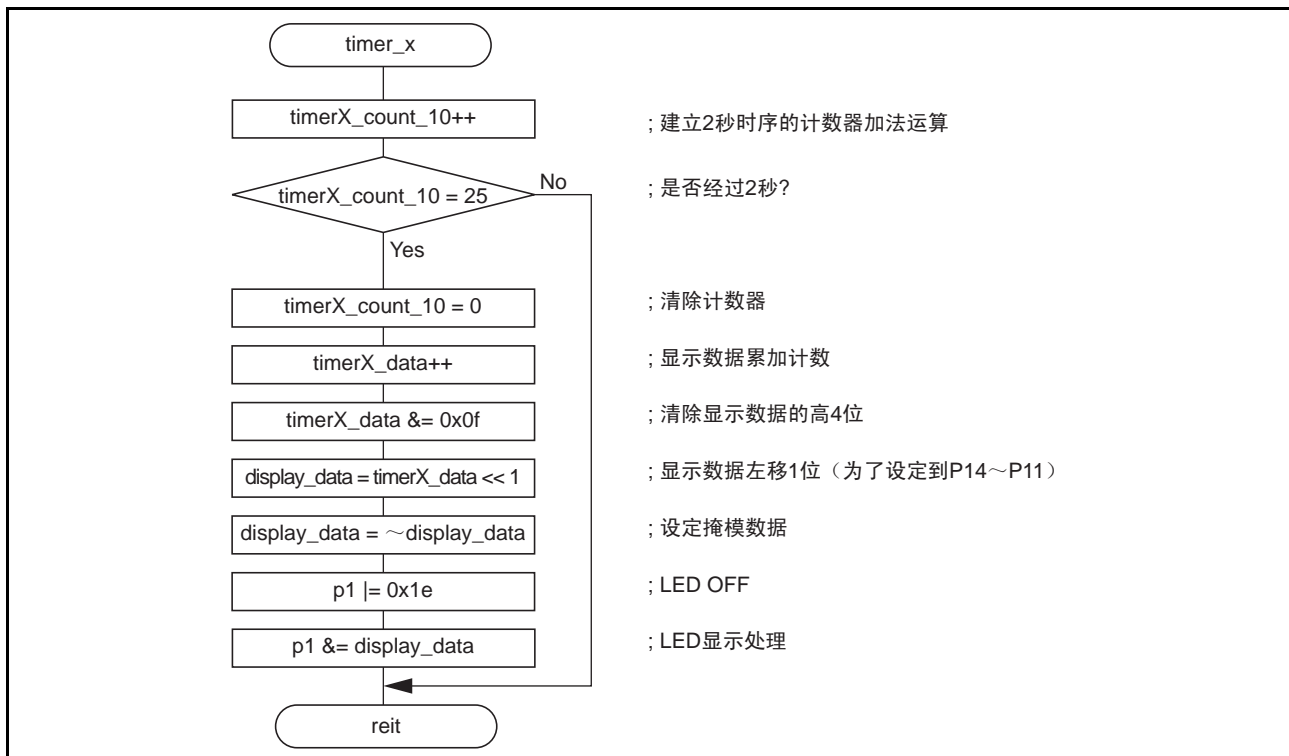 timer_x
timerX_count_10++ ; 建立2秒时序的计数器加法运算
timerX_count_10 = 25 No ; 是否经过2秒?
Yes
timerX_count_10 = 0 ; 清除计数器
timerX_data++ ; 显示数据累加计数
timerX_data &= 0x0f ; 清除显示数据的高4位
display_data = timerX_data << 1 ; 显示数据左移1位（为了设定到P14～P11）
display_data = ～display_data ; 设定掩模数据
p1 |= 0x1e ; LED OFF
p1 &= display_data ; LED显示处理
reit